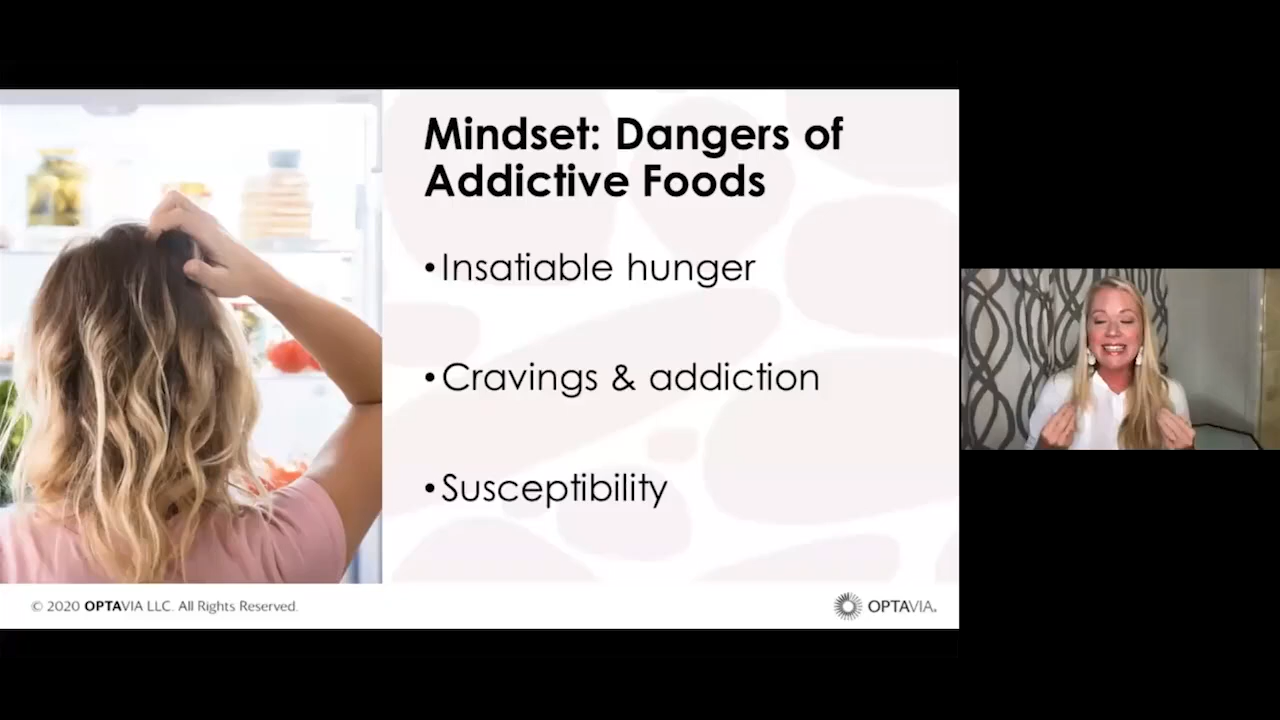 Mindset: Dangers of
Addictive Foods
•Insatiable hunger
•Cravings & addiction
•Susceptibility
© 2020 OPTAVIA LLC. All Rights Reserved.
OPTAVIA.